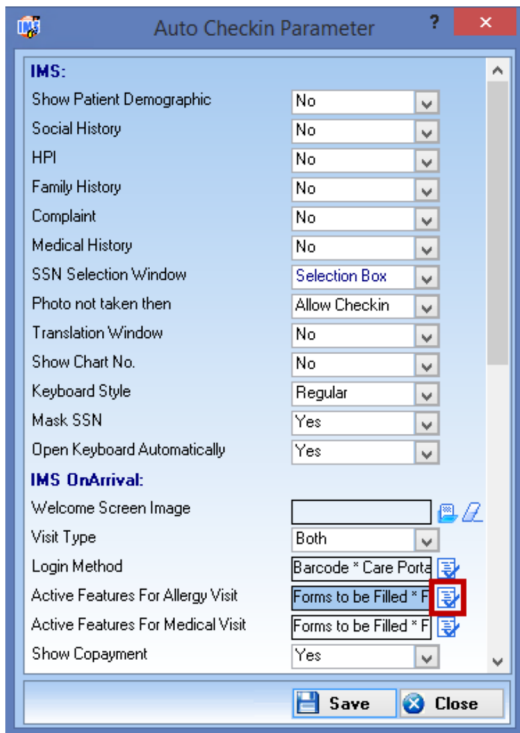 Auto Checkin Parameter ?
IMS:
Show Patient Demographic No
Social History No
HPI No
Family History No
Complaint No
Medical History No
SSN Selection Window Selection Box
Photo not taken then Allow Checkin
Translation Window No
Show Chart No. No
Keyboard Style Regular
Mask SSN Yes
Open Keyboard Automatically Yes
IMS OnArrival:
Welcome Screen Image
Visit Type Both
Login Method Barcode * Care Porta
Active Features For Allergy Visit Forms to be Filled * F
Active Features For Medical Visit Forms to be Filled * F
Show Copayment Yes
Save Close